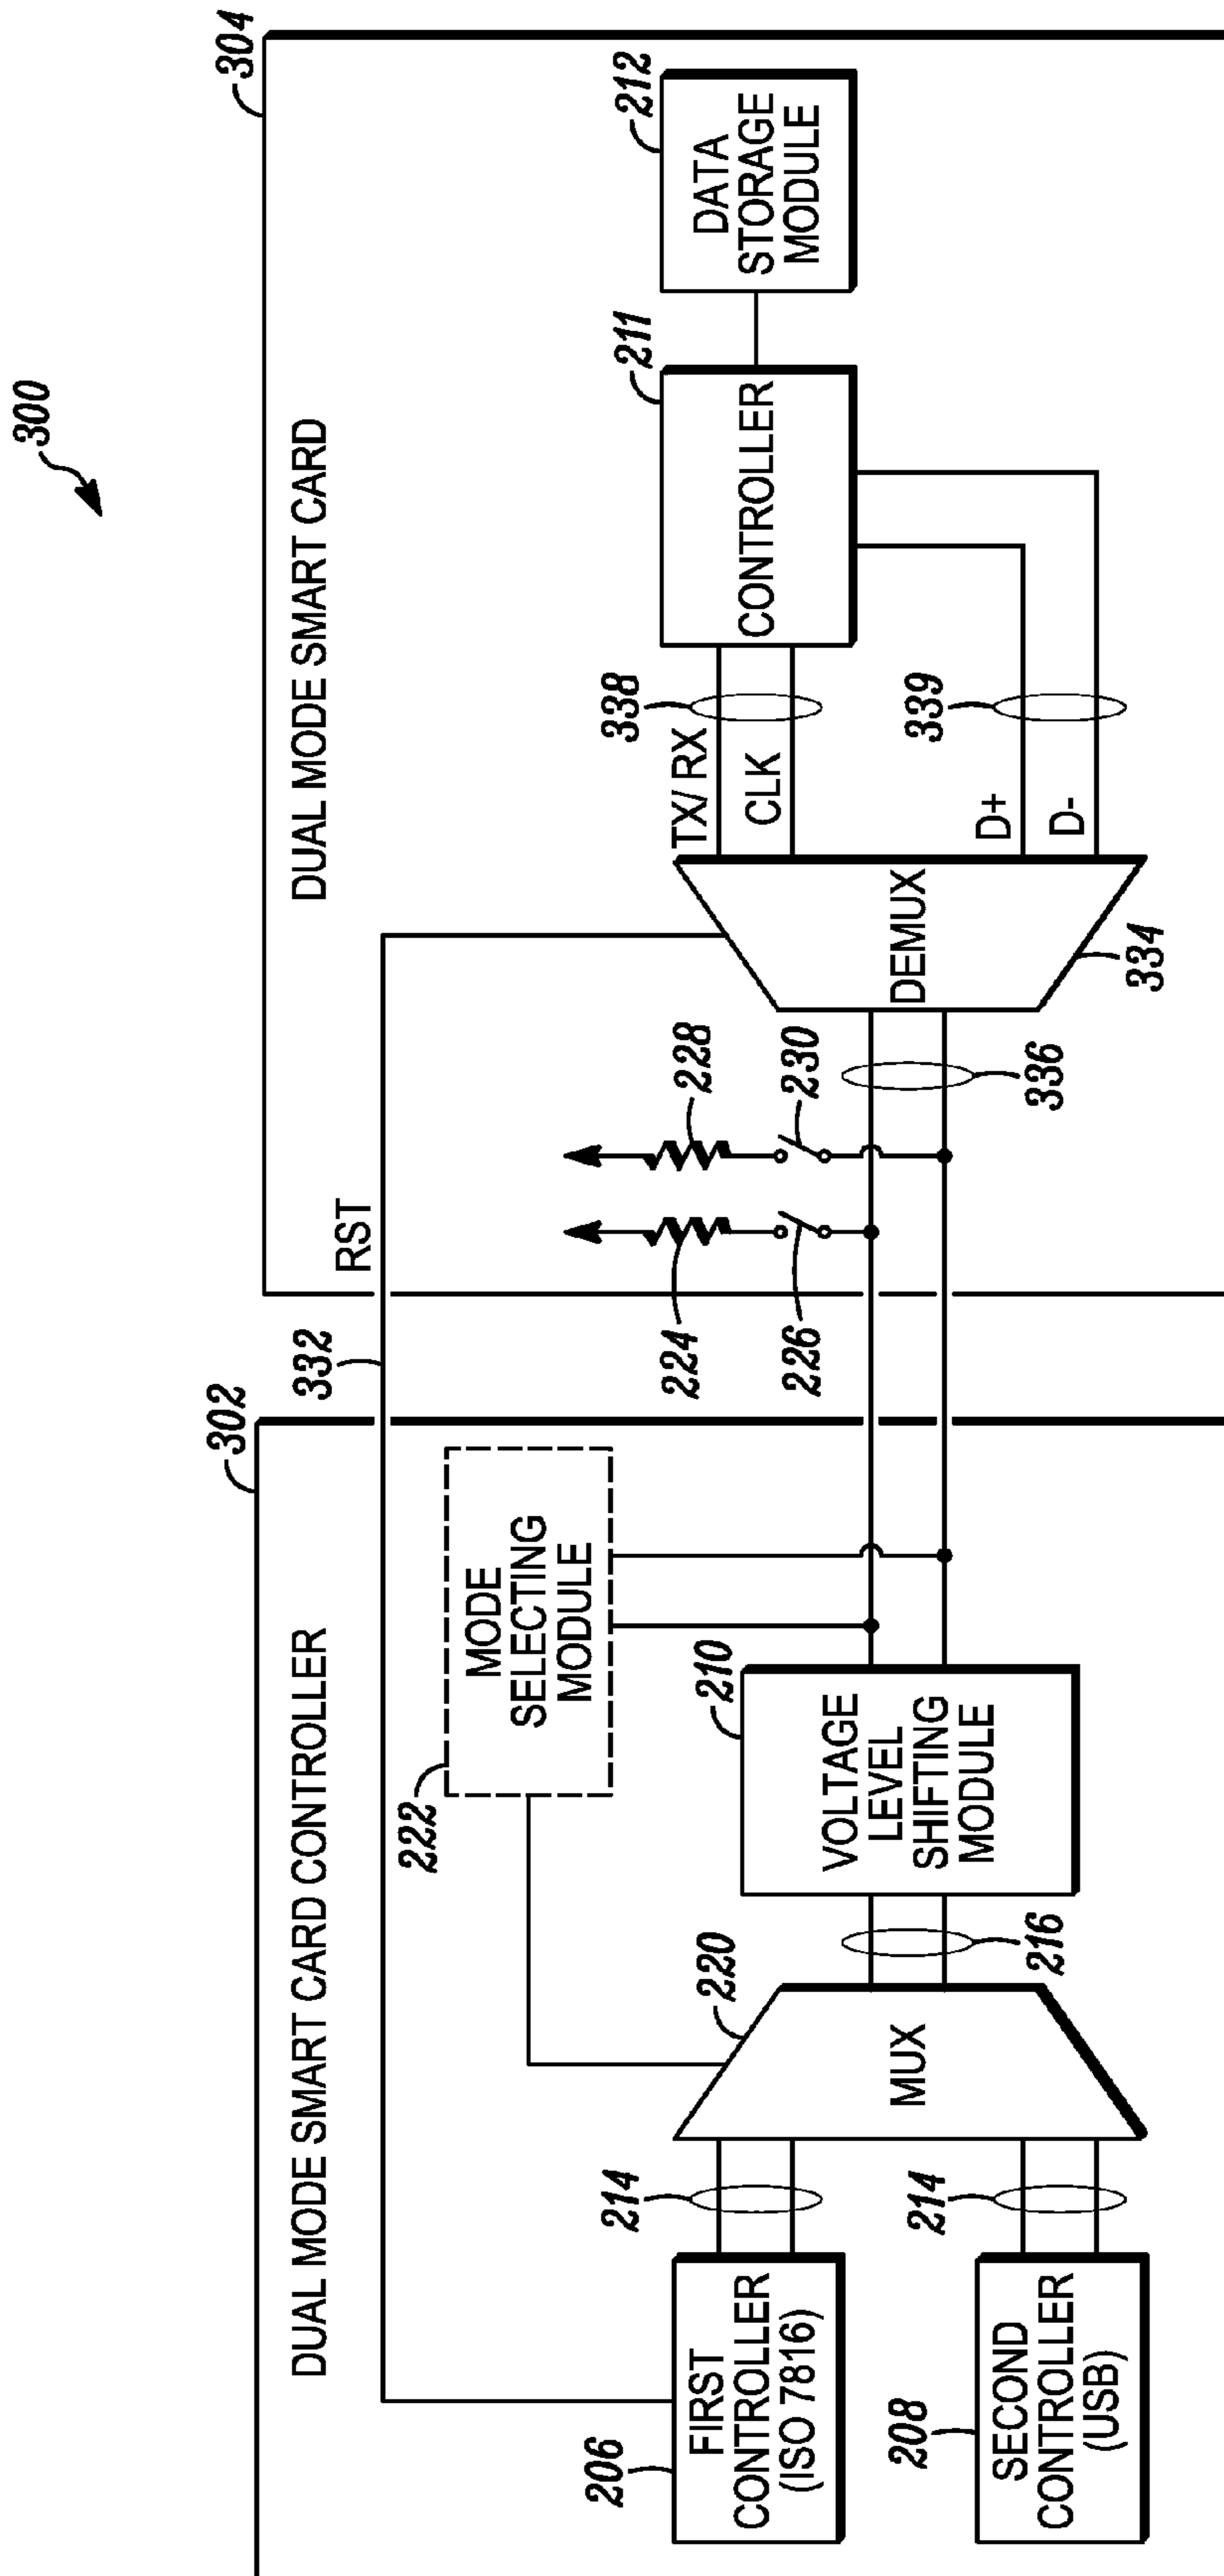 300
302
DUAL MODE SMART CARD CONTROLLER
206
FIRST
CONTROLLER
(ISO 7816)
208
SECOND
CONTROLLER
(USB)
214
214
220
MUX
216
222
MODE
SELECTING
MODULE
210
VOLTAGE
LEVEL
SHIFTING
MODULE
332
RST
304
DUAL MODE SMART CARD
224
226
228
230
336
DEMUX
334
TX/ RX
CLK
D+
D-
338
339
211
CONTROLLER
212
DATA
STORAGE
MODULE